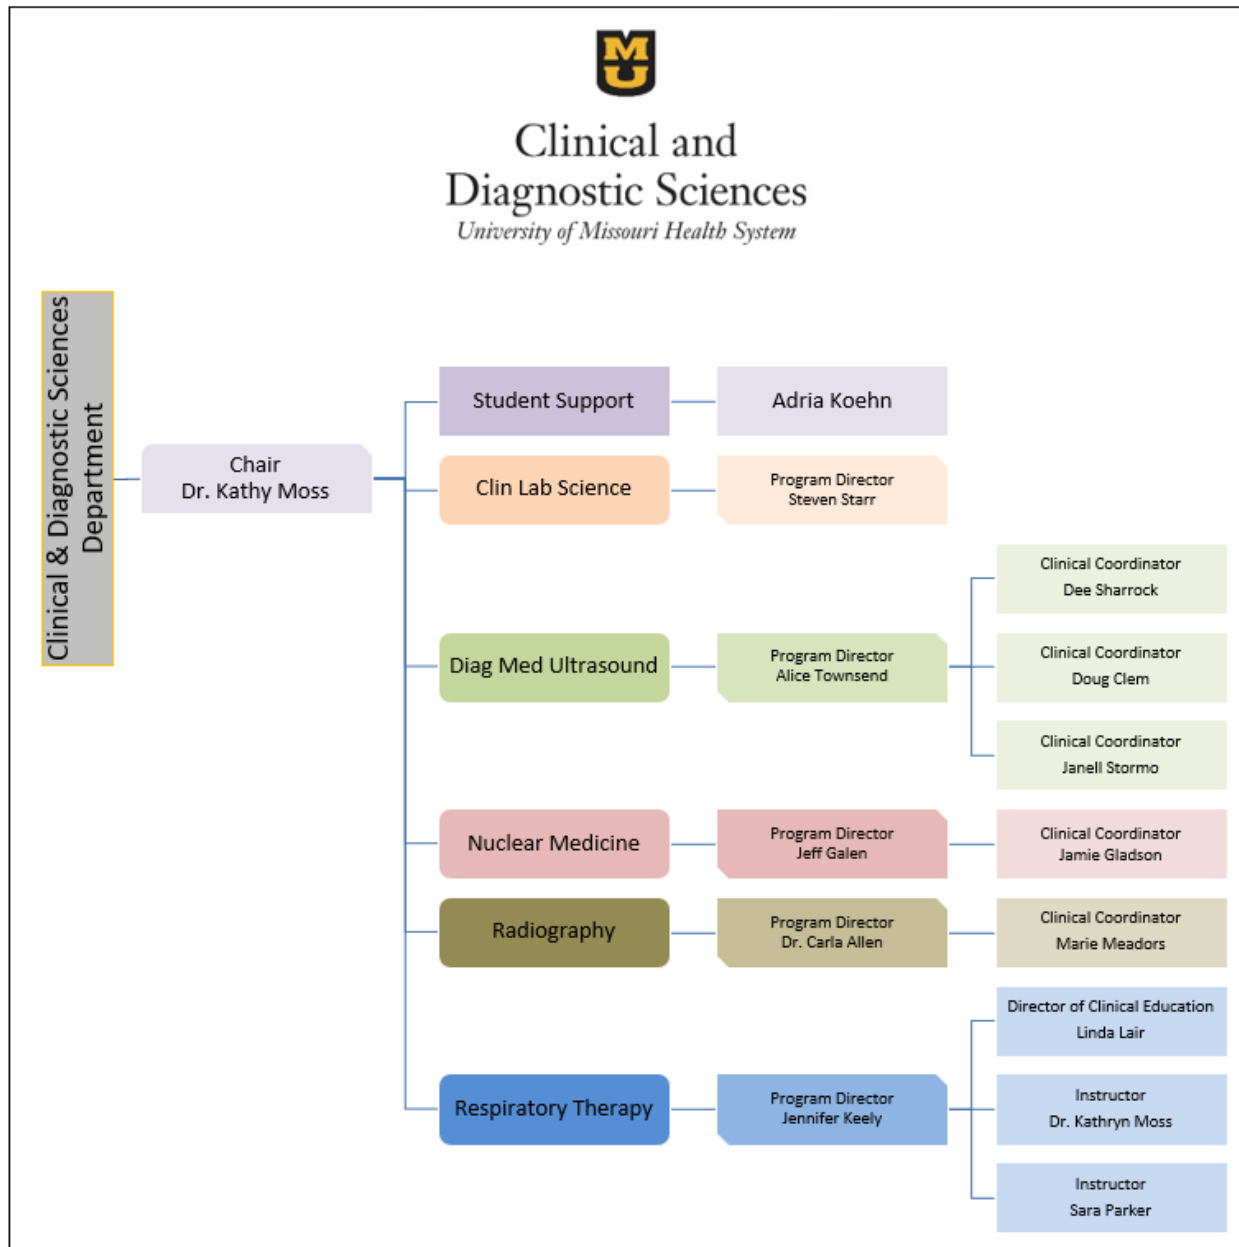 MU
Clinical and
Diagnostic Sciences
University of Missouri Health System
Clinical & Diagnostic Sciences
Department
Chair
Dr. Kathy Moss
Student Support
Adria Koehn
Clin Lab Science
Program Director
Steven Starr
Diag Med Ultrasound
Program Director
Alice Townsend
Clinical Coordinator
Dee Sharrock
Clinical Coordinator
Doug Clem
Clinical Coordinator
Janell Stormo
Nuclear Medicine
Program Director
Jeff Galen
Clinical Coordinator
Jamie Gladson
Radiography
Program Director
Dr. Carla Allen
Clinical Coordinator
Marie Meadors
Respiratory Therapy
Program Director
Jennifer Keely
Director of Clinical Education
Linda Lair
Instructor
Dr. Kathryn Moss
Instructor
Sara Parker